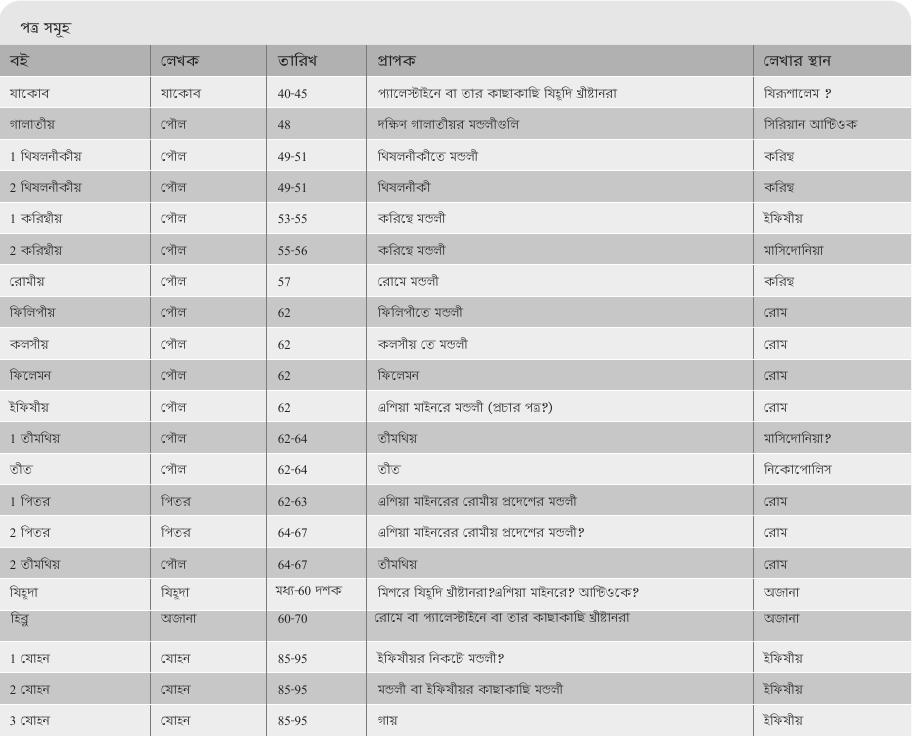 পত্র সমূহ
বই লেখক তারিখ প্রাপক লেখার স্থান
যাকোব যাকোব 40-45 প্যালেস্টাইনে বা তার কাছাকাছি যিহূদি খ্রীষ্টানরা যিরূশালেম ?
গালাতীয় পৌল 48 দক্ষিণ গালাতীয়র মন্ডলীগুলি সিরিয়ান আন্টিওক
1 থিষলনীকীয় পৌল 49-51 থিষলনীকীতে মন্ডলী করিন্থ
2 থিষলনীকীয় পৌল 49-51 থিষলনীকী করিন্থ
1 করিন্থীয় পৌল 53-55 করিন্থে মন্ডলী ইফিষীয়
2 করিন্থীয় পৌল 55-56 করিন্থে মন্ডলী মাসিদোনিয়া
রোমীয় পৌল 57 রোমে মন্ডলী করিন্থ
ফিলিপীয় পৌল 62 ফিলিপীতে মন্ডলী রোম
কলসীয় পৌল 62 কলসীয় তে মন্ডলী রোম
ফিলেমন পৌল 62 ফিলেমন রোম
ইফিষীয় পৌল 62 এশিয়া মাইনরে মন্ডলী (প্রচার পত্র?) রোম
1 তীমথিয় পৌল 62-64 তীমথিয় মাসিদোনিয়া?
তীত পৌল 62-64 তীত নিকোপোলিস
1 পিতর পিতর 62-63 এশিয়া মাইনরের রোমীয় প্রদেশের মন্ডলী রোম
2 পিতর পিতর 64-67 এশিয়া মাইনরের রোমীয় প্রদেশের মন্ডলী? রোম
2 তীমথিয় পৌল 64-67 তীমথিয় রোম
যিহূদা যিহূদা মধ্য-60 দশক মিশরে যিহূদি খ্রীষ্টানরা?এশিয়া মাইনরে? আন্টিওকে? অজানা
হিব্রু অজানা 60-70 রোমে বা প্যালেস্টাইনে বা তার কাছাকাছি খ্রীষ্টানরা অজানা
1 যোহন যোহন 85-95 ইফিষীয়র নিকটে মন্ডলী? ইফিষীয়
2 যোহন যোহন 85-95 মন্ডলী বা ইফিষীয়র কাছাকাছি মন্ডলী ইফিষীয়
3 যোহন যোহন 85-95 গায় ইফিষীয়